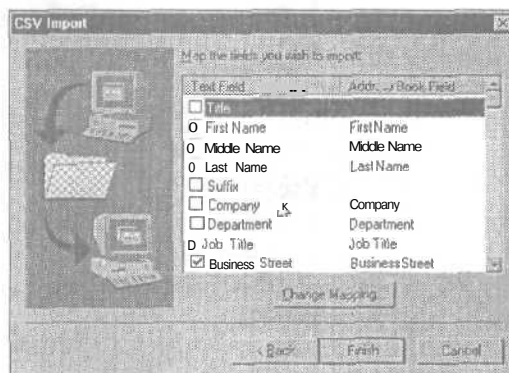 CSV Import
Map the fields you wish to import:
Text Field Book Field
Title
O First Name First Name
0 Middle Name Middle Name
0 Last Name Last Name
Suffix
Company K Company
Department Department
D Job Title Job Title
Business Street Business Street
Change Mapping
< Back Finish Cancel